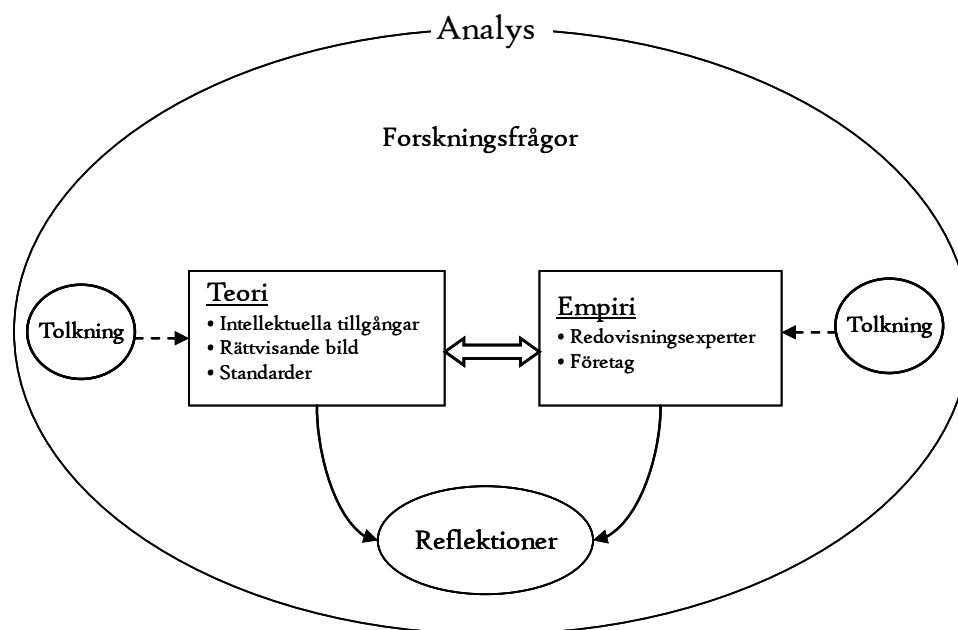 Analys
Forskningsfrågor
Tolkning
Teori
• Intellektuella tillgångar
• Rättvisande bild
• Standarder
Empiri
• Redovisningsexperter
• Företag
Tolkning
Reflektioner